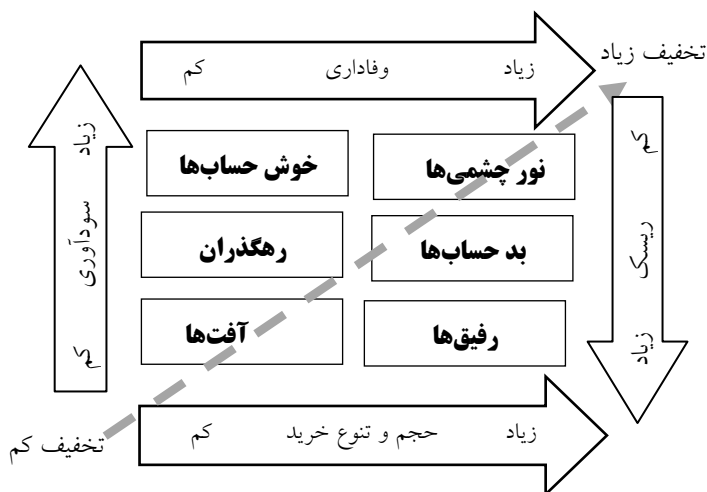 تخفیف زیاد
زیاد وفاداری کم
زیاد سودآوری کم
کم ریسک زیاد
نور چشمی‌ها
خوش حساب‌ها
بد حساب‌ها
رهگذران
رفیق‌ها
آفت‌ها
زیاد حجم و تنوع خرید کم
تخفیف کم